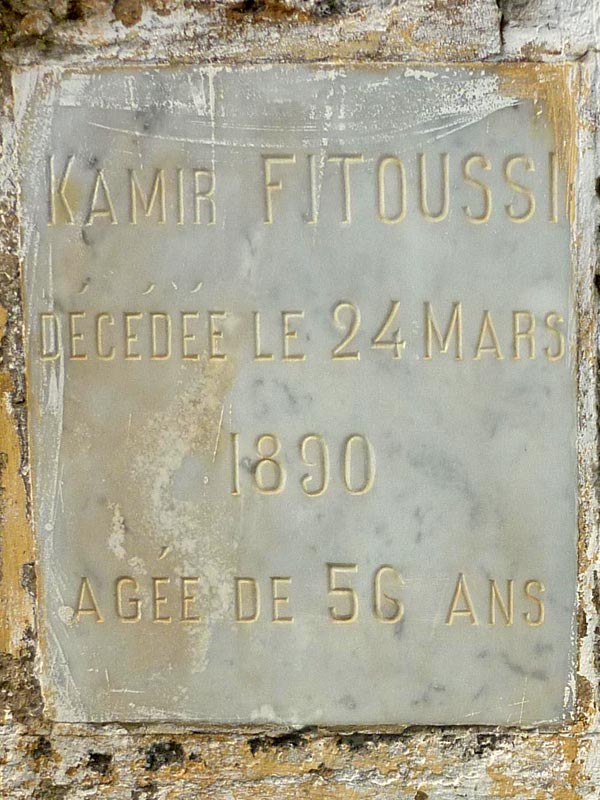 KAMIR FITOUSSI
DÉCÉDÉE LE 24 MARS
1890
AGÉE DE 56 ANS